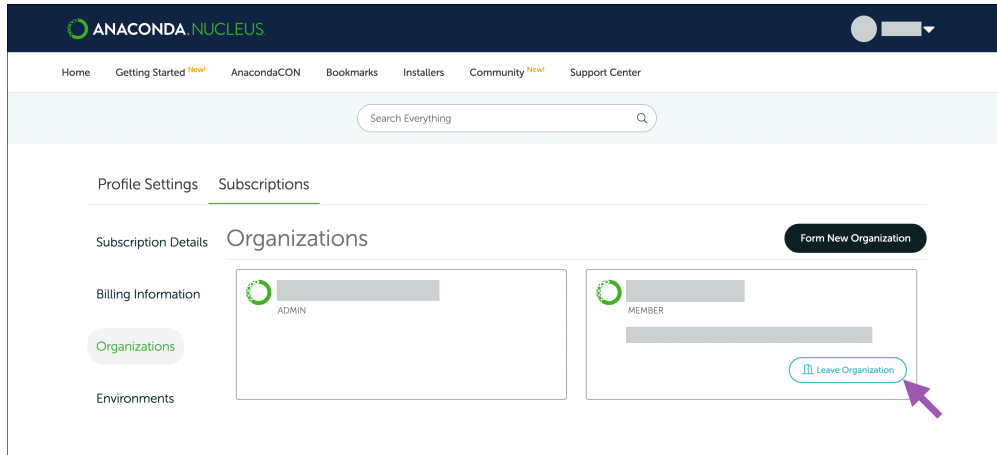 ANACONDA.NUCLEUS.
Home Getting Started New! AnacondaCON Bookmarks Installers Community New! Support Center
Search Everything
Profile Settings Subscriptions
Subscription Details
Organizations
Form New Organization
Billing Information
ADMIN
MEMBER
Organizations
Leave Organization
Environments